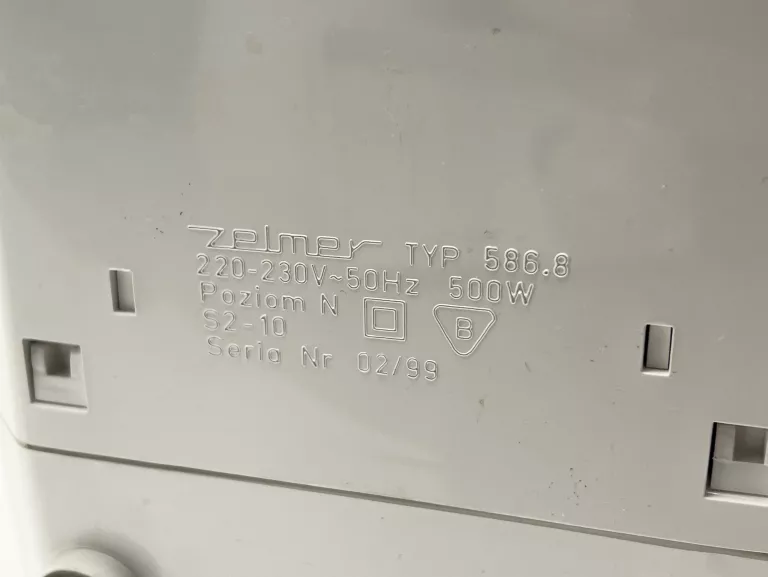 zelmer TYP 586.8
220-230V~50Hz 500W
Poziom N
B
S2-10
Seria Nr 02/99